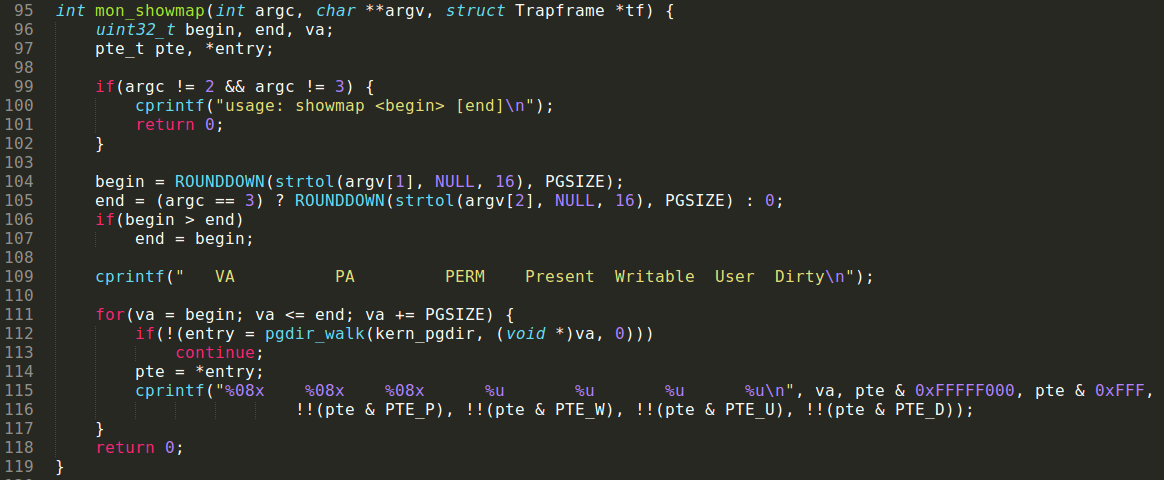 95 int mon_showmap(int argc, char **argv, struct Trapframe *tf) {
96     uint32_t begin, end, va;
97     pte_t pte, *entry;
98
99     if(argc != 2 && argc != 3) {
100         cprintf("usage: showmap <begin> [end]\n");
101         return 0;
102     }
103
104     begin = ROUNDDOWN(strtol(argv[1], NULL, 16), PGSIZE);
105     end = (argc == 3) ? ROUNDDOWN(strtol(argv[2], NULL, 16), PGSIZE) : 0;
106     if(begin > end)
107         end = begin;
108
109     cprintf("   VA          PA         PERM    Present  Writable  User  Dirty\n");
110
111     for(va = begin; va <= end; va += PGSIZE) {
112         if(!(entry = pgdir_walk(kern_pgdir, (void *)va, 0)))
113             continue;
114         pte = *entry;
115         cprintf("%08x    %08x    %08x      %u       %u       %u      %u\n", va, pte & 0xFFFFF000, pte & 0xFFF,
116                         !!(pte & PTE_P), !!(pte & PTE_W), !!(pte & PTE_U), !!(pte & PTE_D));
117     }
118     return 0;
119 }